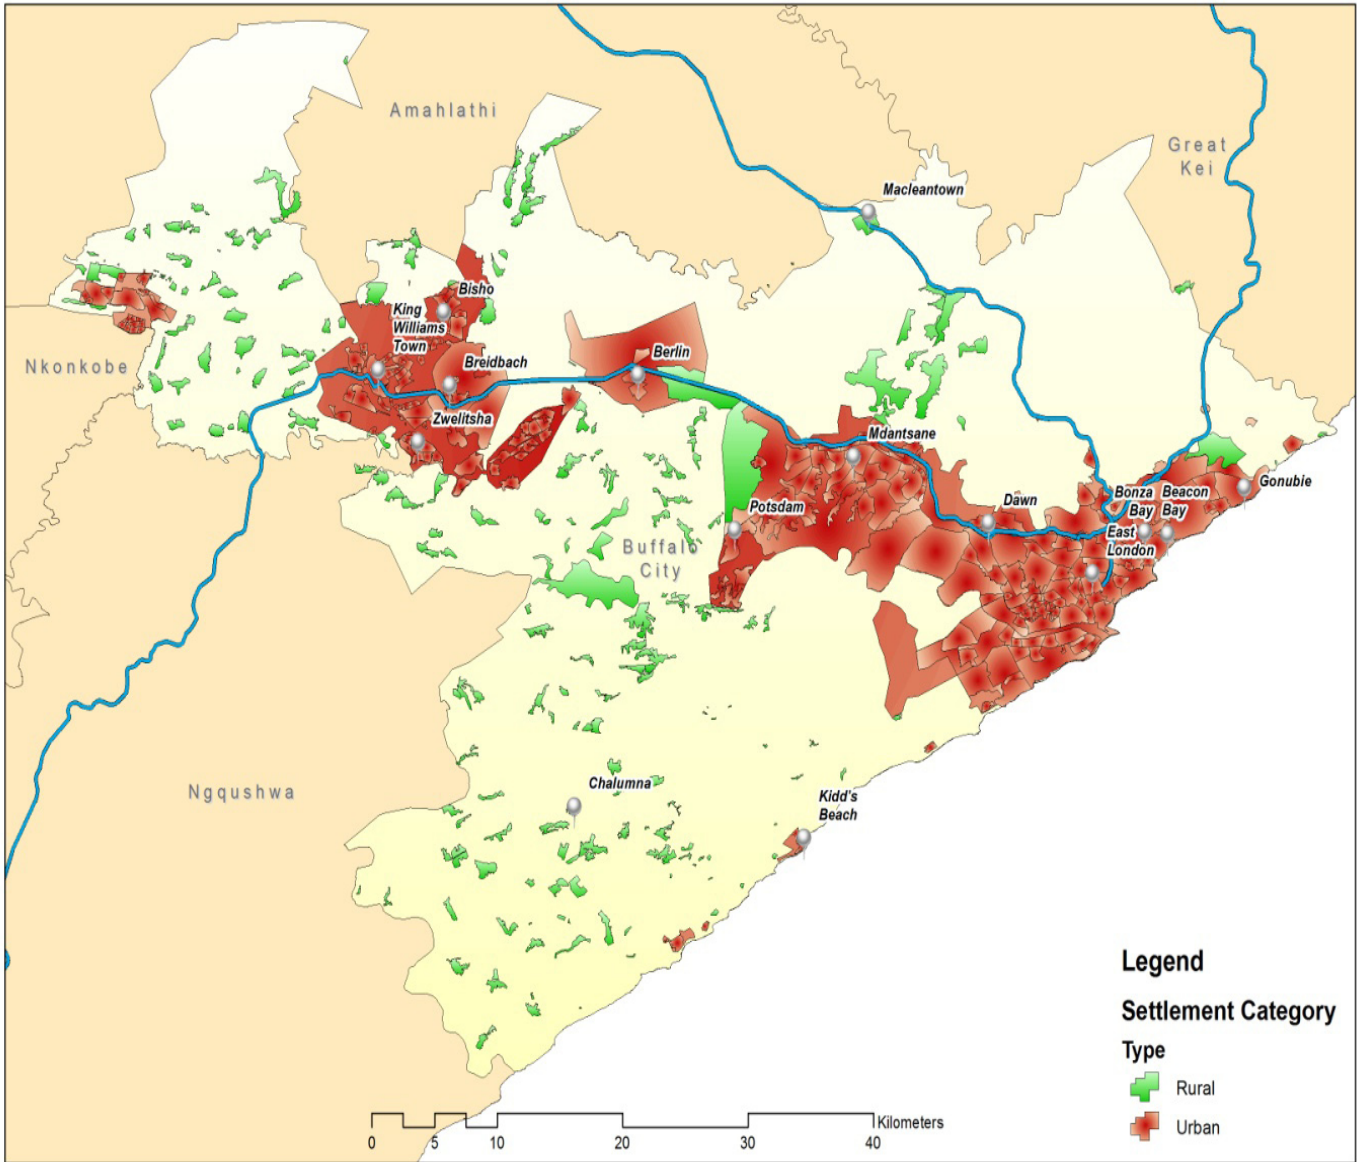 Amahlathi
Great
Kei
Macleantown
Bisho
King
Williams
Town
Nkonkobe
Berlin
Breidbach
Zwelitsha
Mdantsane
Gonubie
Bonza
Bay
Beacon
Bay
Dawn
Potsdam
East
London
Buffalo
City
Ngqushwa
Chalumna
Kidd's
Beach
Legend
Settlement Category
Type
Rural
Urban
Kilometers
0 5 10 20 30 40